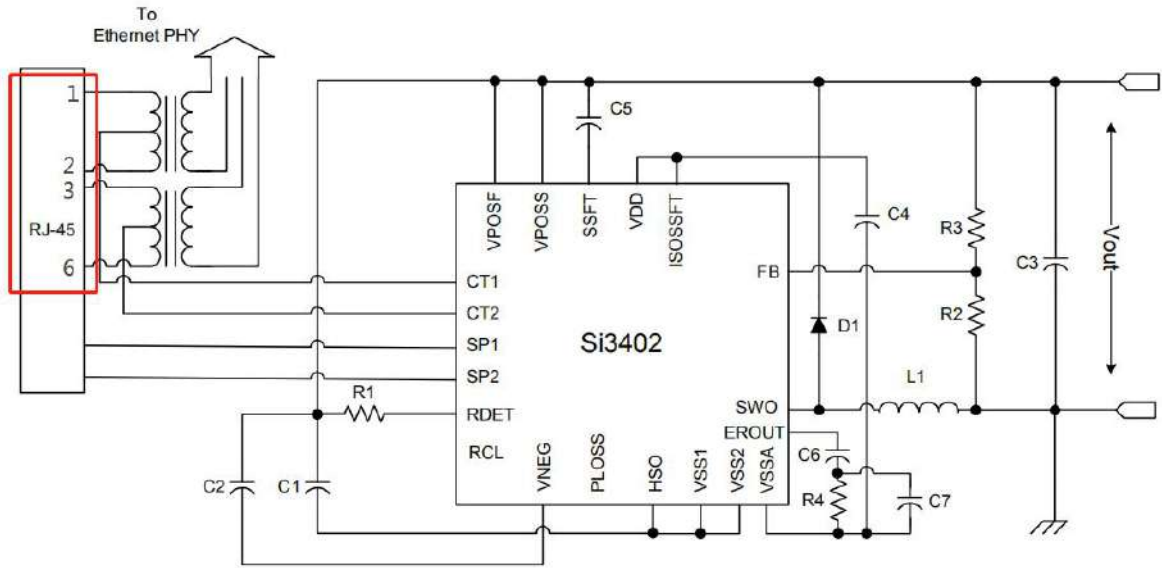 To
Ethernet PHY
1
2
3
RJ-45
6
C5
VPOSF
VPOSS
SSFT
VDD
ISOSSFT
C4
R3
FB
C3
Vout
CT1
CT2
SP1
SP2
Si3402
D1
R2
L1
R1
RDET
SWO
EROUT
RCL
C2
C1
VNEG
PLOSS
HSO
VSS1
VSS2
VSSA
C6
R4
C7